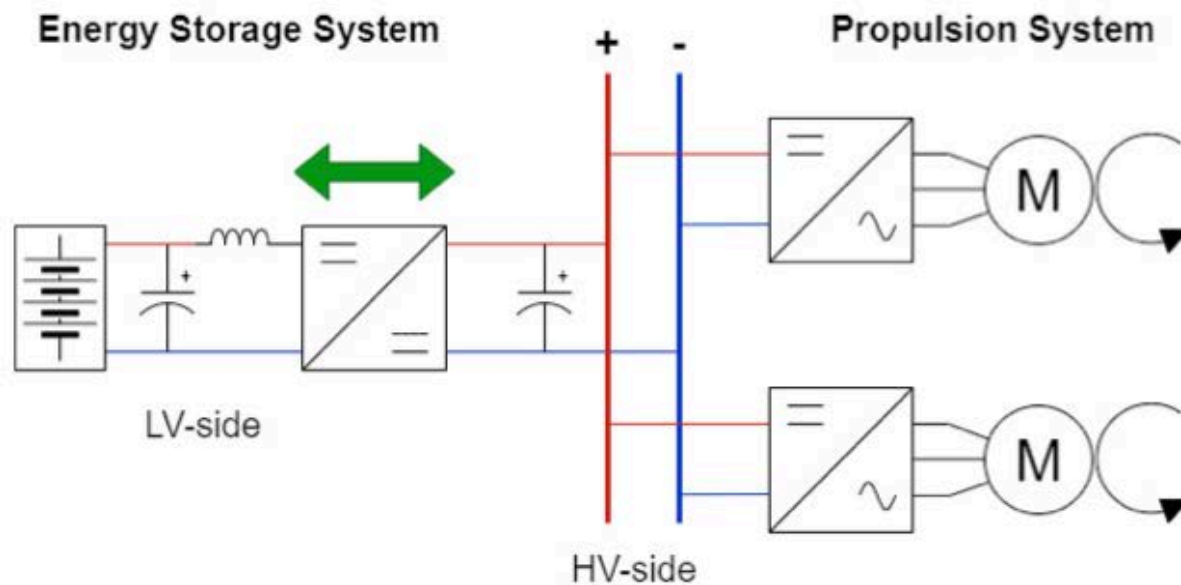 Energy Storage System
+ -
Propulsion System
M
+
+
LV-side
M
HV-side